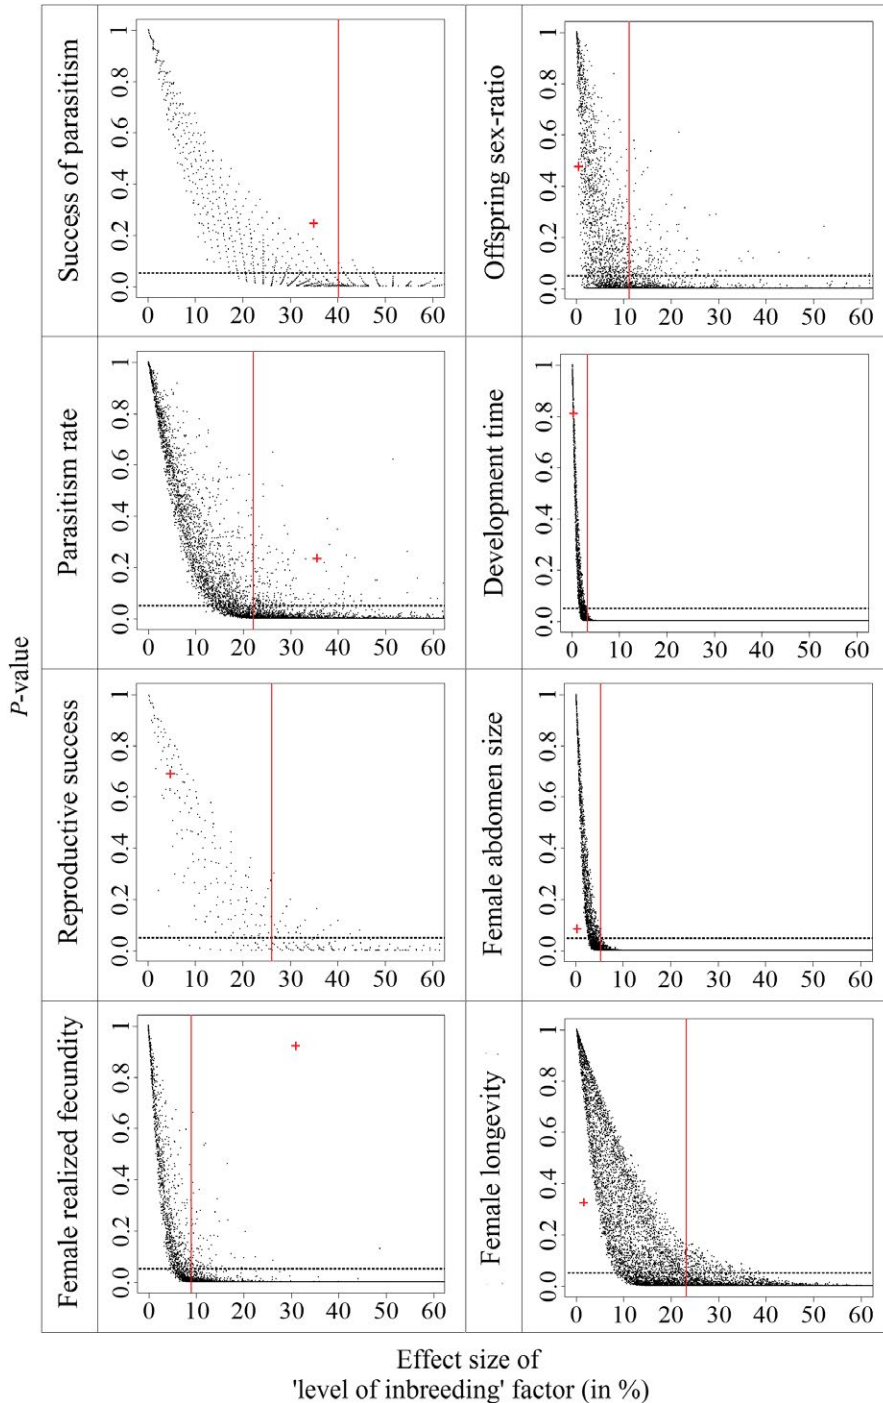 P-value
Success of parasitism
1
0.8
0.6
0.4
0.2
0.0
0 10 20 30 40 50 60
Offspring sex-ratio
1
0.8
0.6
0.4
0.2
0.0
0 10 20 30 40 50 60
Parasitism rate
1
0.8
0.6
0.4
0.2
0.0
0 10 20 30 40 50 60
Development time
1
0.8
0.6
0.4
0.2
0.0
0 10 20 30 40 50 60
Reproductive success
1
0.8
0.6
0.4
0.2
0.0
0 10 20 30 40 50 60
Female abdomen size
1
0.8
0.6
0.4
0.2
0.0
0 10 20 30 40 50 60
Female realized fecundity
1
0.8
0.6
0.4
0.2
0.0
0 10 20 30 40 50 60
Female longevity
1
0.8
0.6
0.4
0.2
0.0
0 10 20 30 40 50 60
Effect size of
'level of inbreeding' factor (in %)